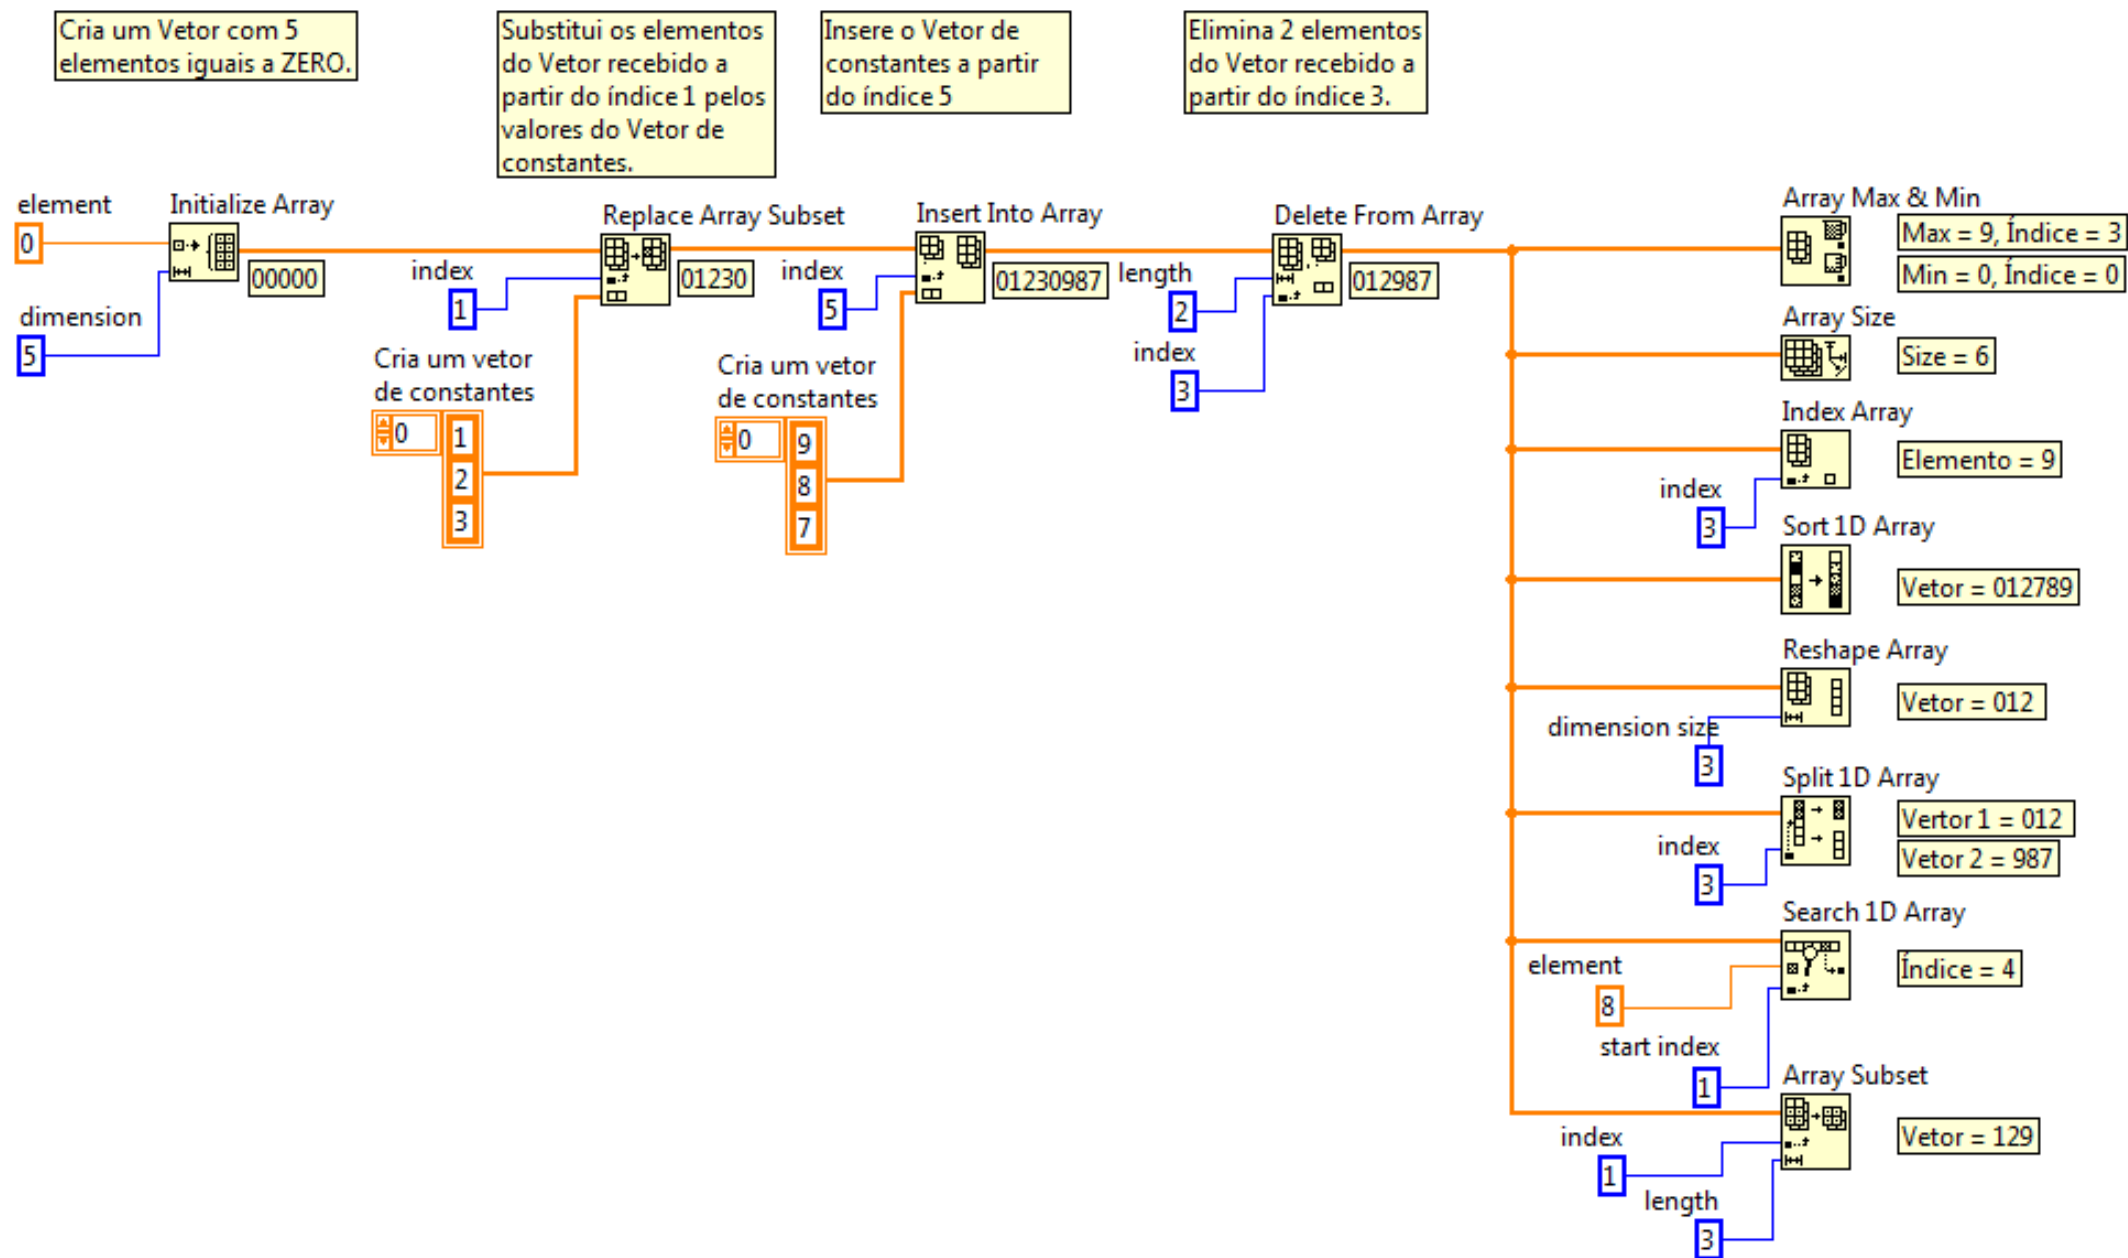 Cria um Vetor com 5
elementos iguais a ZERO.
Substitui os elementos
do Vetor recebido a
partir do índice 1 pelos
valores do Vetor de
constantes.
Insere o Vetor de
constantes a partir
do índice 5
Elimina 2 elementos
do Vetor recebido a
partir do índice 3.
element
0
dimension
5
Initialize Array
00000
Replace Array Subset
index
1
01230
Cria um vetor
de constantes
0
1
2
3
Insert Into Array
index
5
01230987
Cria um vetor
de constantes
0
9
8
7
Delete From Array
length
2
index
3
012987
Array Max & Min
Max = 9, Índice = 3
Min = 0, Índice = 0
Array Size
Size = 6
Index Array
Elemento = 9
index
3
Sort 1D Array
Vetor = 012789
Reshape Array
Vetor = 012
dimension size
3
Split 1D Array
Vertor 1 = 012
Vetor 2 = 987
index
3
Search 1D Array
Índice = 4
element
8
start index
1
Array Subset
Vetor = 129
index
1
length
3